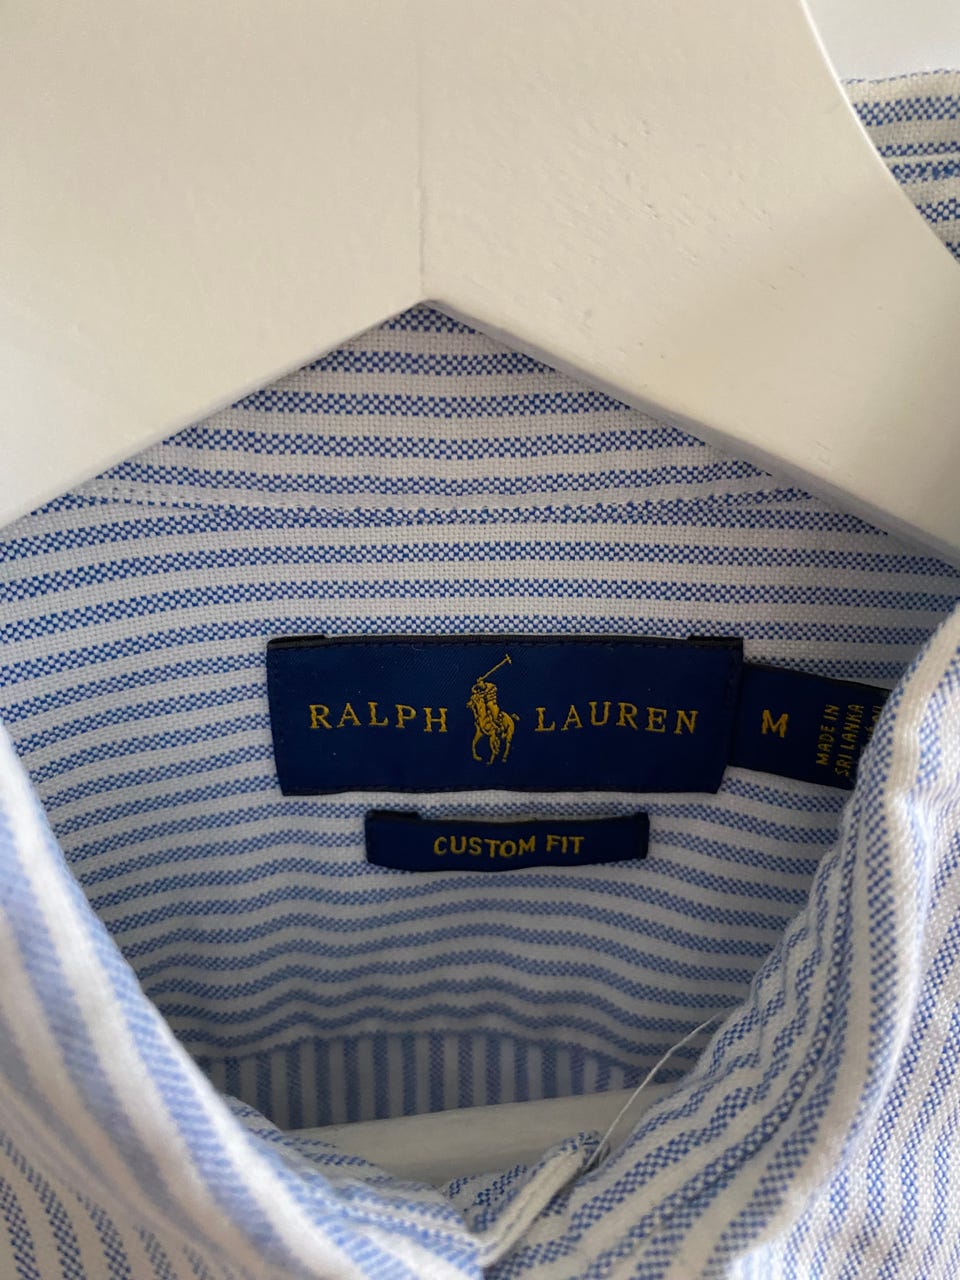 RALPH LAUREN
M
MADE IN
SRI LANKA
CUSTOM FIT